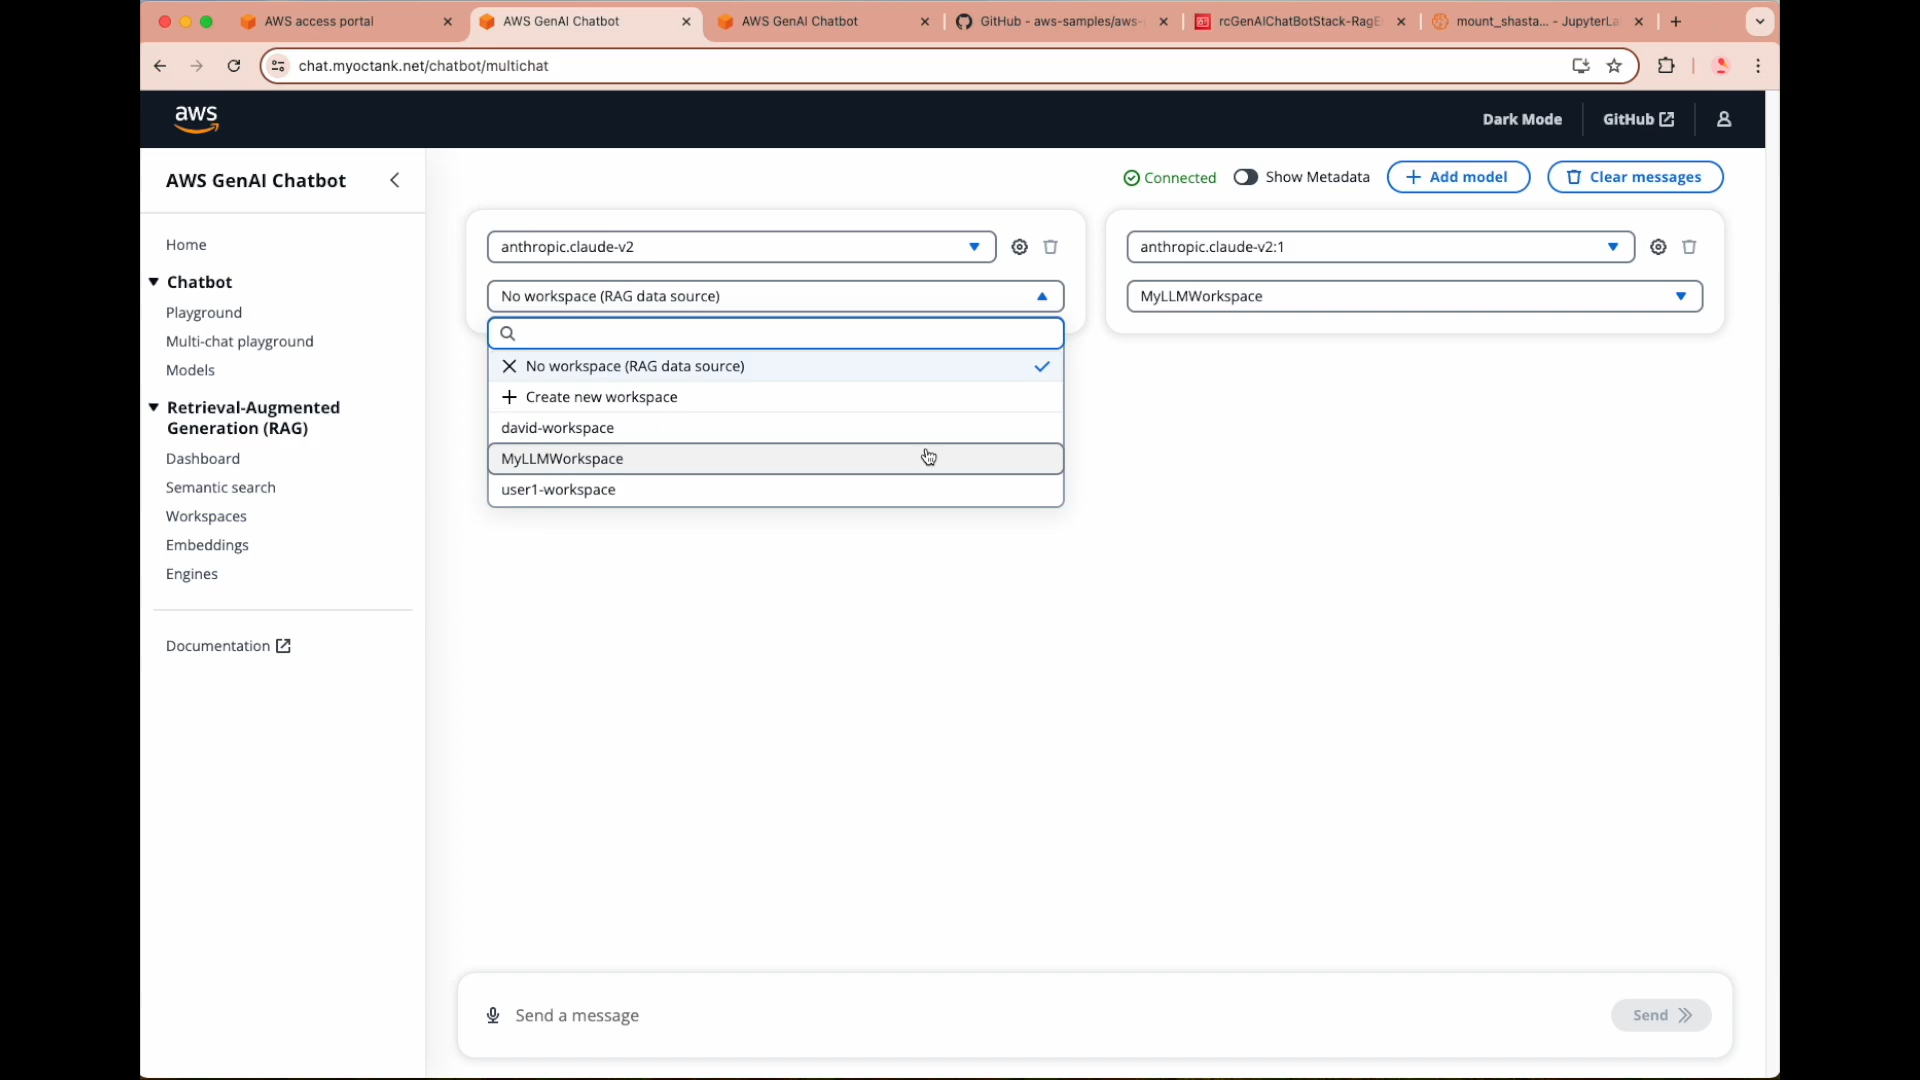 AWS access portal
AWS GenAI Chatbot
AWS GenAI Chatbot
GitHub - aws-samples/aws-
rcGenAIChatBotStack-RagE
mount_shasta... - JupyterLa
chat.myoctank.net/chatbot/multichat
aws
Dark Mode
GitHub
AWS GenAI Chatbot
Connected
Show Metadata
Add model
Clear messages
Home
Chatbot
Playground
Multi-chat playground
Models
Retrieval-Augmented
Generation (RAG)
Dashboard
Semantic search
Workspaces
Embeddings
Engines
Documentation
anthropic.claude-v2
No workspace (RAG data source)
No workspace (RAG data source)
Create new workspace
david-workspace
MyLLMWorkspace
user1-workspace
anthropic.claude-v2:1
MyLLMWorkspace
Send a message
Send